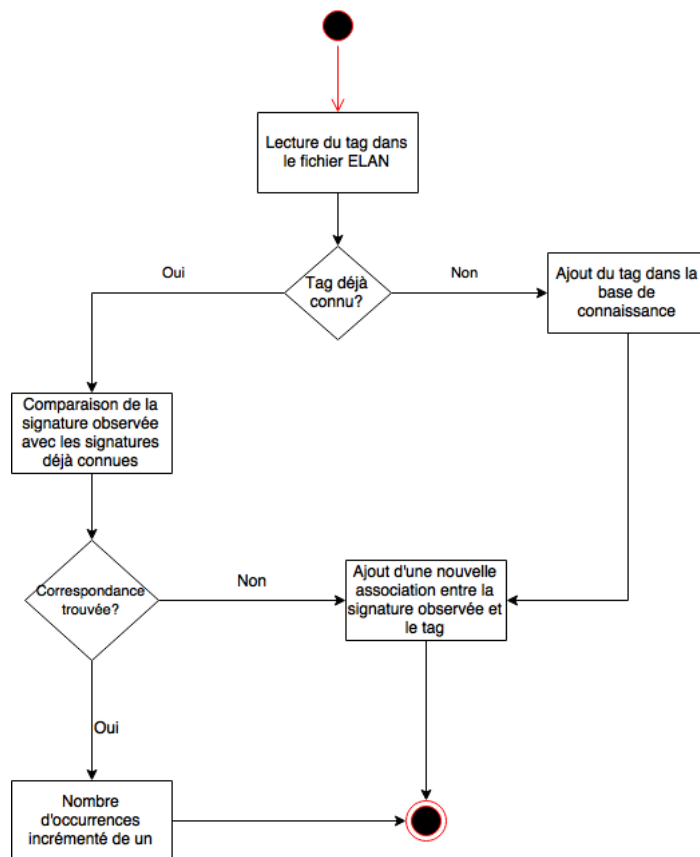 Lecture du tag dans
le fichier ELAN
Oui
Tag déjà
connu?
Non
Ajout du tag dans la
base de
connaissance
Comparaison de la
signature observée
avec les signatures
déjà connues
Correspondance
trouvée?
Non
Ajout d'une nouvelle
association entre la
signature observée et
le tag
Oui
Nombre
d'occurrences
incrémenté de un